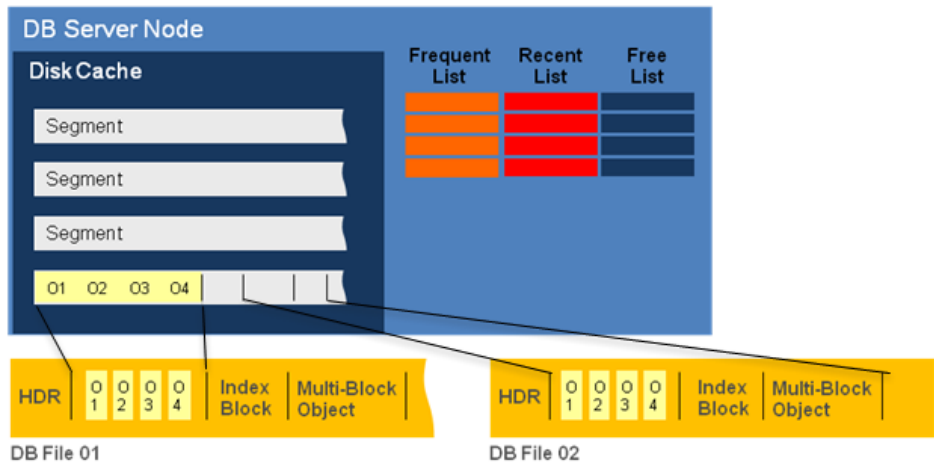 DB Server Node
Disk Cache
Frequent List
Recent List
Free List
Segment
Segment
Segment
O1 O2 O3 O4
HDR
O 1
O 2
O 3
O 4
Index Block
Multi-Block Object
DB File 01
HDR
O 1
O 2
O 3
O 4
Index Block
Multi-Block Object
DB File 02